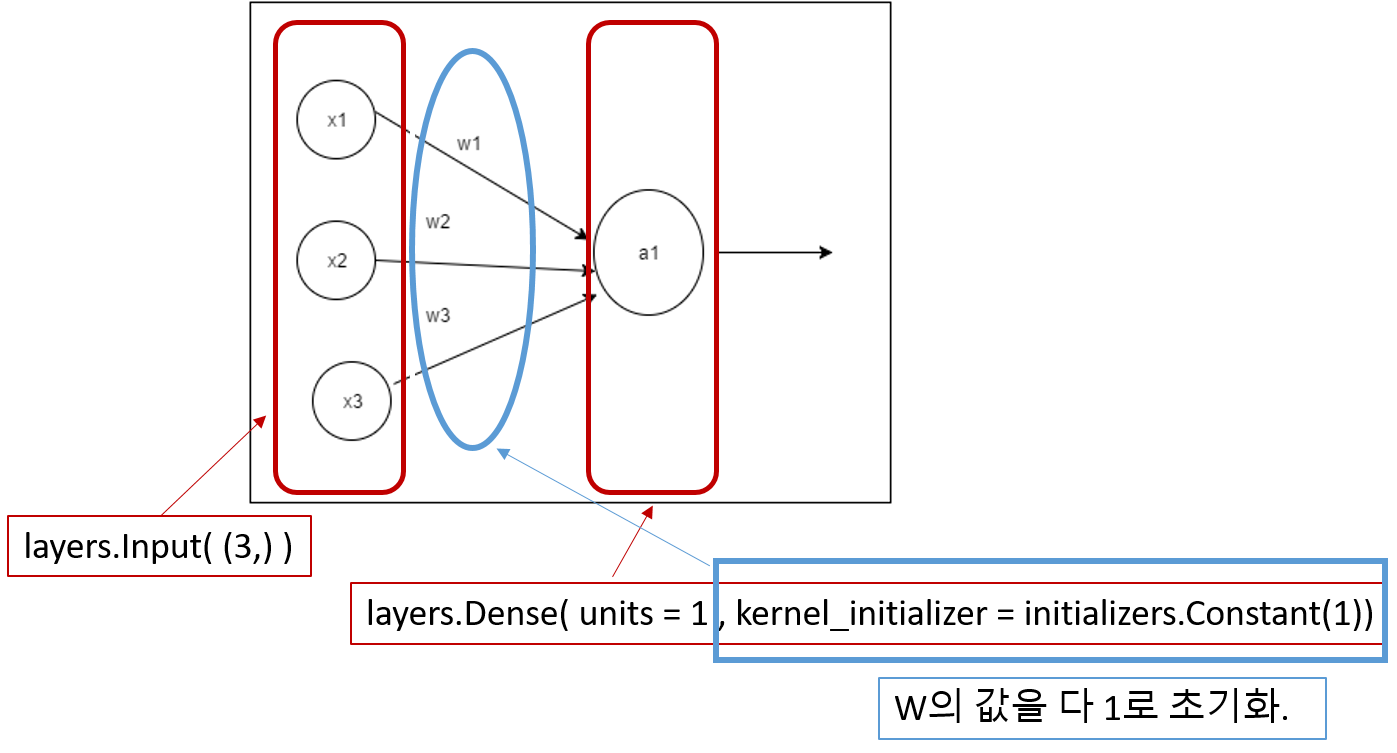 x1
w1
w2
x2
a1
w3
x3
layers.Input( (3,) )
layers.Dense( units = 1 , kernel_initializer = initializers.Constant(1))
W의 값을 다 1로 초기화.